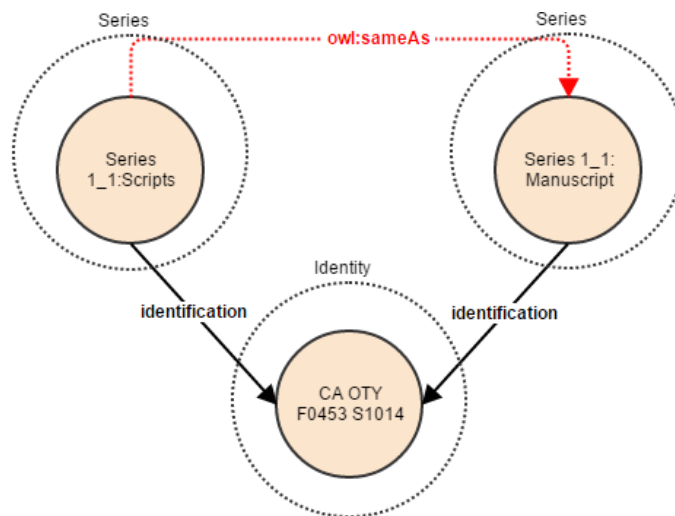 Series
Series
owl:sameAs
Series
1_1:Scripts
Series 1_1:
Manuscript
Identity
identification
identification
CA OTY
F0453 S1014